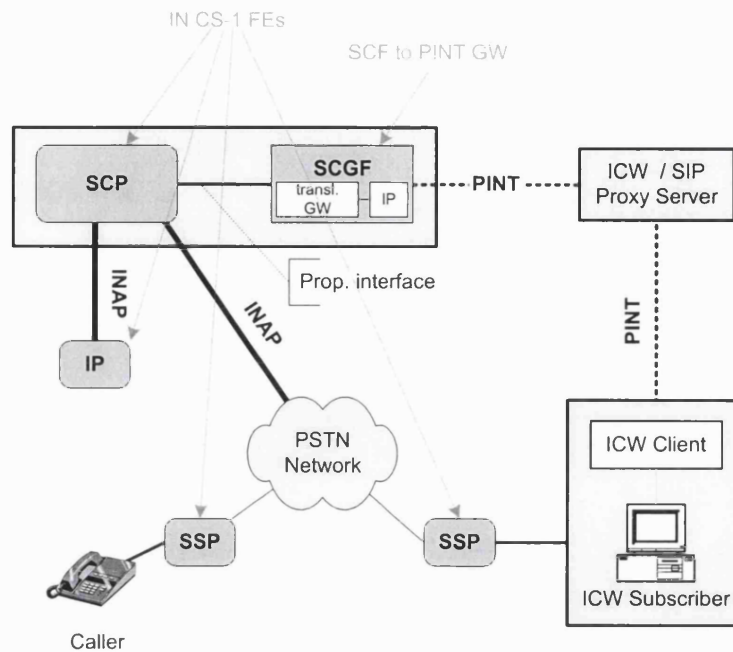 IN CS-1 FEs
SCF to PINT GW
SCP
SCGF
transl.
GW
IP
PINT
ICW / SIP
Proxy Server
INAP
Prop. interface
INAP
PINT
IP
PSTN
Network
ICW Client
SSP
SSP
ICW Subscriber
Caller